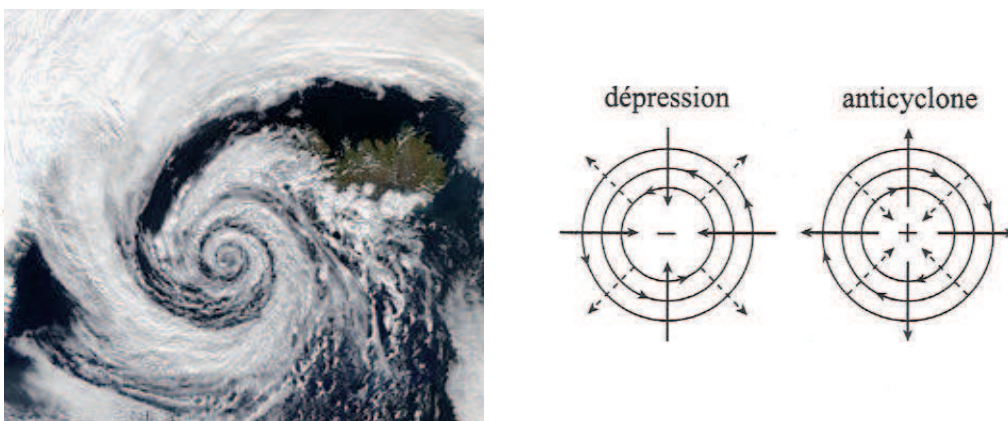 dépression
anticyclone
−
+